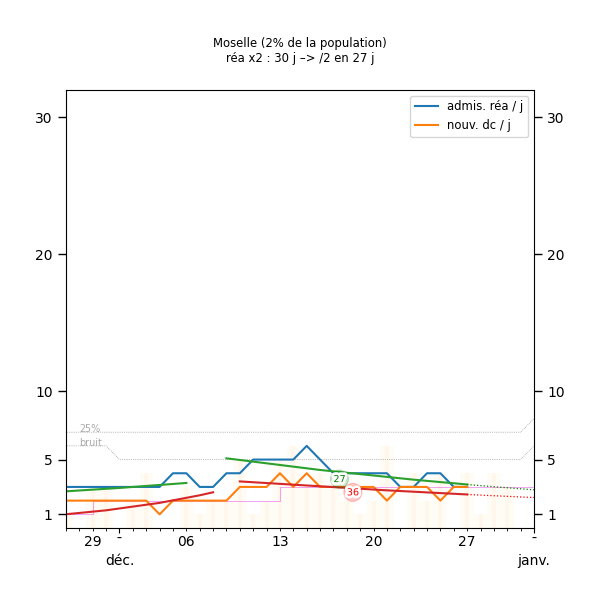 Moselle (2% de la population)
réa x2 : 30 j –> /2 en 27 j
admis. réa / j
nouv. dc / j
30 30
20 20
10 10
25%
bruit
5 5
27
36
1 1
29 - 06 13 20 27 -
déc. janv.